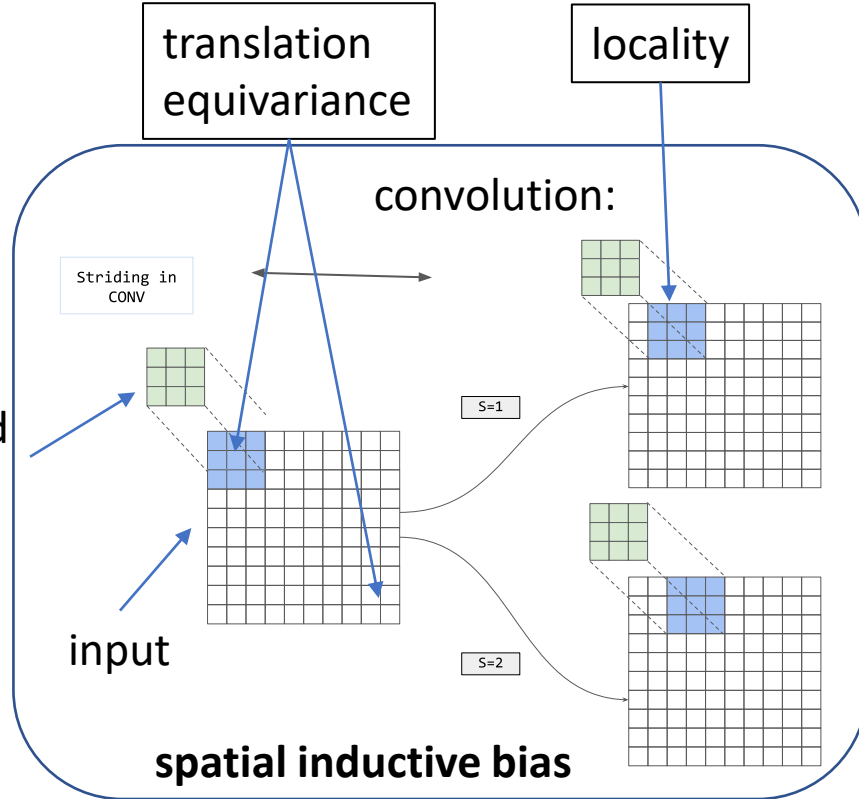 translation
equivariance
locality
convolution:
Striding in
CONV
S=1
input
S=2
spatial inductive bias